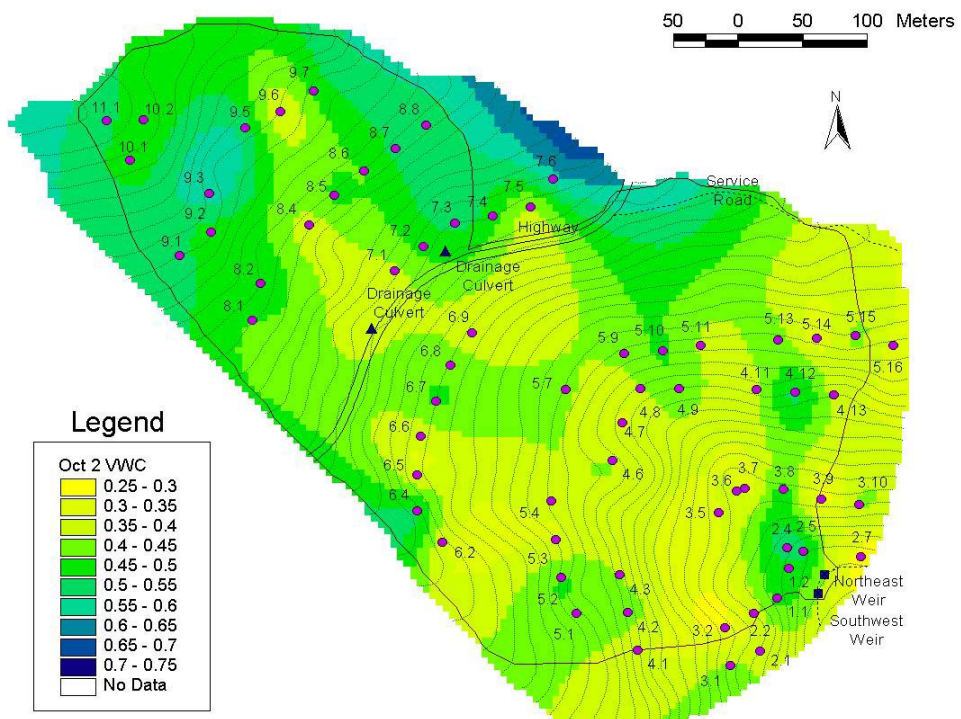 50 0 50 100 Meters
N
9.7
9.6
11.1
10.2
9.5
8.8
8.7
10.1
8.6
7.6
9.3
8.5
7.5
Service
Road
8.4
7.4
9.2
7.3
Highway
9.1
7.2
7.1
Drainage
Culvert
8.2
Drainage
Culvert
8.1
6.9
5.9
5.10
5.11
5.13
5.14
5.15
6.8
5.16
5.7
4.11
4.12
6.7
4.8
4.9
4.13
6.6
4.7
6.5
4.6
3.7
3.8
3.6
3.9
3.10
6.4
5.4
3.5
2.4
2.5
2.7
6.2
5.3
4.3
1.2
Northeast
Weir
5.2
1.1
Southwest
Weir
5.1
4.2
3.2
2.2
4.1
2.1
3.1
Legend
Oct 2 VWC
0.25 - 0.3
0.3 - 0.35
0.35 - 0.4
0.4 - 0.45
0.45 - 0.5
0.5 - 0.55
0.55 - 0.6
0.6 - 0.65
0.65 - 0.7
0.7 - 0.75
No Data